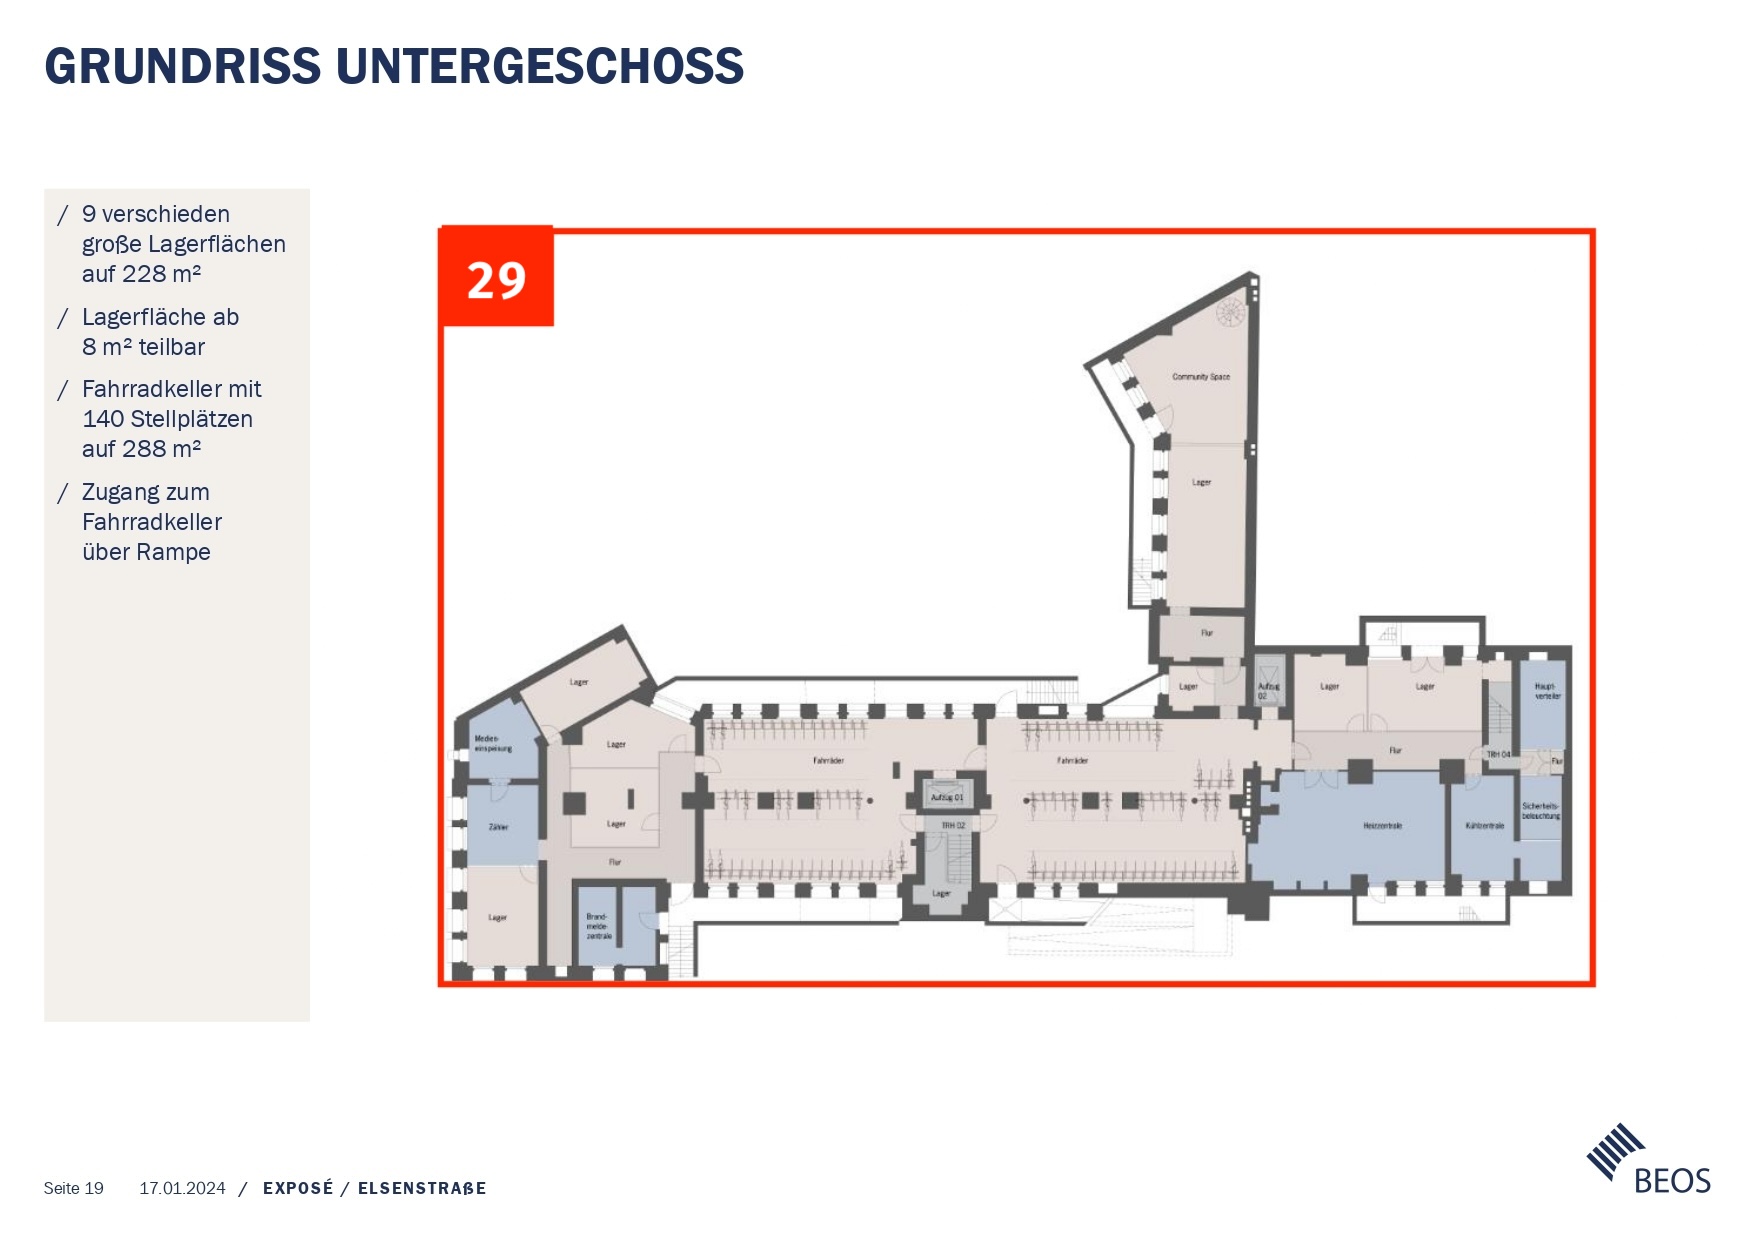 GRUNDRISS UNTERGESCHOSS
/ 9 verschieden
große Lagerflächen
auf 228 m²
/ Lagerfläche ab
8 m² teilbar
/ Fahrradkeller mit
140 Stellplätzen
auf 288 m²
/ Zugang zum
Fahrradkeller
über Rampe
29
Community Space
Lager
Flur
Lager
Aufzug
02
Lager
Lager
Haupt-
verteiler
Lager
Medien-
einspeisung
Lager
Fahrräder
Fahrräder
Flur
TRH 04
Flur
Aufzug 01
Zähler
Lager
TRH 02
Heizzentrale
Kühlzentrale
Sicherheits-
beleuchtung
Flur
Lager
Brand-
melde-
zentrale
Lager
Seite 19 17.01.2024 / EXPOSÉ / ELSENSTRAßE
BEOS